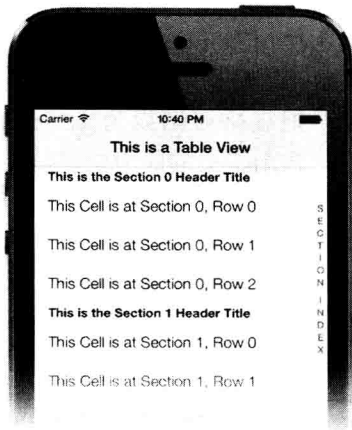 Carrier 10:40 PM
This is a Table View
This is the Section 0 Header Title
This Cell is at Section 0, Row 0
This Cell is at Section 0, Row 1
This Cell is at Section 0, Row 2
This is the Section 1 Header Title
This Cell is at Section 1, Row 0
This Cell is at Section 1, Row 1
S
E
C
T
I
O
N
I
N
D
E
X